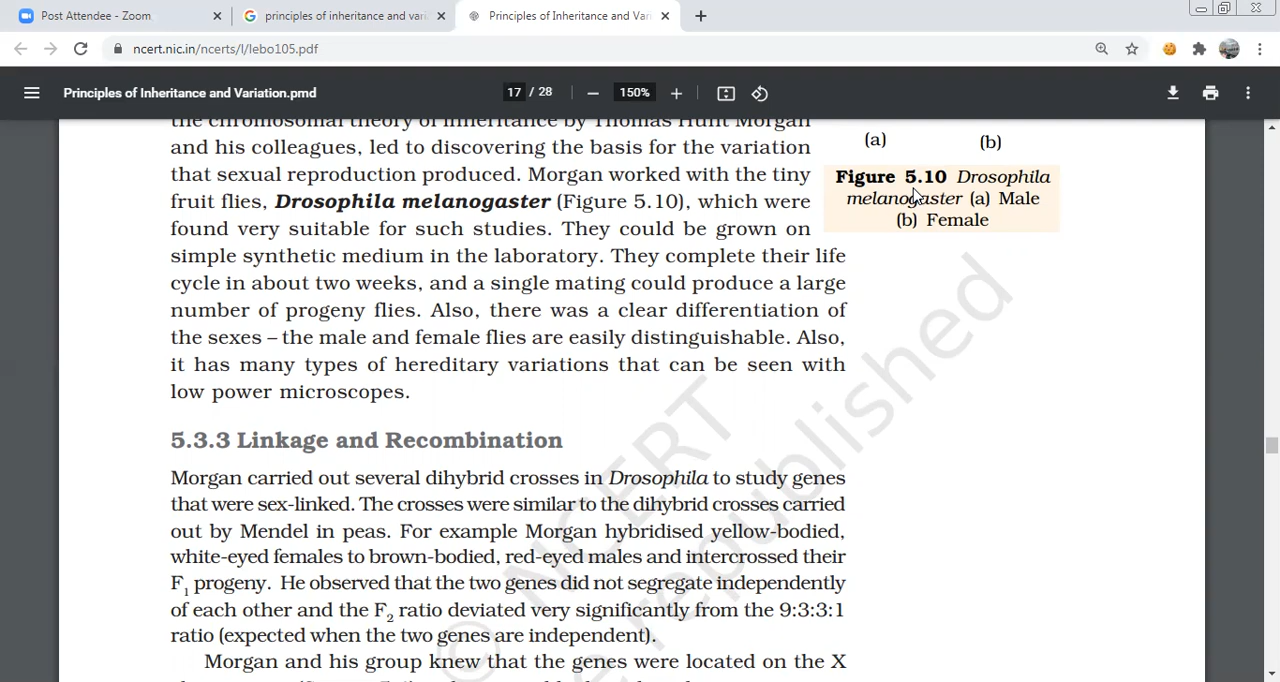 Post Attendee - Zoom
principles of inheritance and vari
Principles of Inheritance and Var
ncert.nic.in/ncerts/l/lebo105.pdf
Principles of Inheritance and Variation.pmd
17 / 28
150%
the chromosomal theory of inheritance by Thomas Hunt Morgan
and his colleagues, led to discovering the basis for the variation
that sexual reproduction produced. Morgan worked with the tiny
fruit flies, Drosophila melanogaster (Figure 5.10), which were
found very suitable for such studies. They could be grown on
simple synthetic medium in the laboratory. They complete their life
cycle in about two weeks, and a single mating could produce a large
number of progeny flies. Also, there was a clear differentiation of
the sexes – the male and female flies are easily distinguishable. Also,
it has many types of hereditary variations that can be seen with
low power microscopes.
(a) (b)
Figure 5.10 Drosophila
melanogaster (a) Male
(b) Female
5.3.3 Linkage and Recombination
Morgan carried out several dihybrid crosses in Drosophila to study genes
that were sex-linked. The crosses were similar to the dihybrid crosses carried
out by Mendel in peas. For example Morgan hybridised yellow-bodied,
white-eyed females to brown-bodied, red-eyed males and intercrossed their
F1 progeny. He observed that the two genes did not segregate independently
of each other and the F2 ratio deviated very significantly from the 9:3:3:1
ratio (expected when the two genes are independent).
Morgan and his group knew that the genes were located on the X
© NCERT
be republished